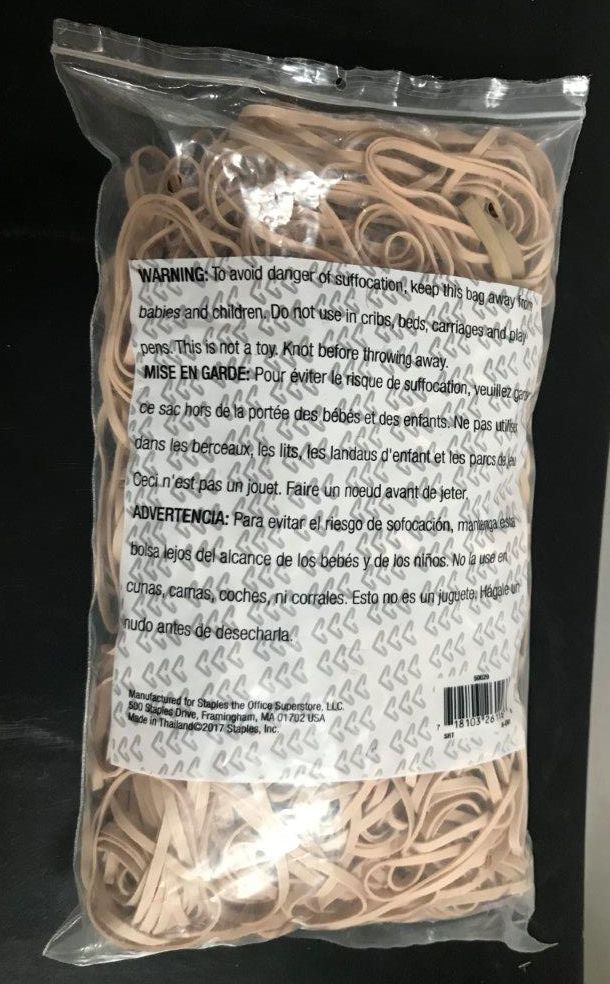 WARNING: To avoid danger of suffocation, keep this bag away from
babies and children. Do not use in cribs, beds, carriages and play
pens. This is not a toy. Knot before throwing away.
MISE EN GARDE: Pour éviter le risque de suffocation, veuillez
ce sac hors de la portée des bébés et des enfants. Ne pas utiliser
dans les berceaux, les lits, les landaus d'enfant et les parcs de jeu
Ceci n'est pas un jouet. Faire un noeud avant de jeter.
ADVERTENCIA: Para evitar el riesgo de sofocación, mantenga esta
bolsa lejos del alcance de los bebés y de los niños. No la use en
cunas, camas, coches, ni corrales. Esto no es un juguete. Hágale un
nudo antes de desecharla.
Manufactured for Staples the Office Superstore, LLC.
500 Staples Drive, Framingham, MA 01702 USA
Made in Thailand©2017 Staples, Inc.
7 18103